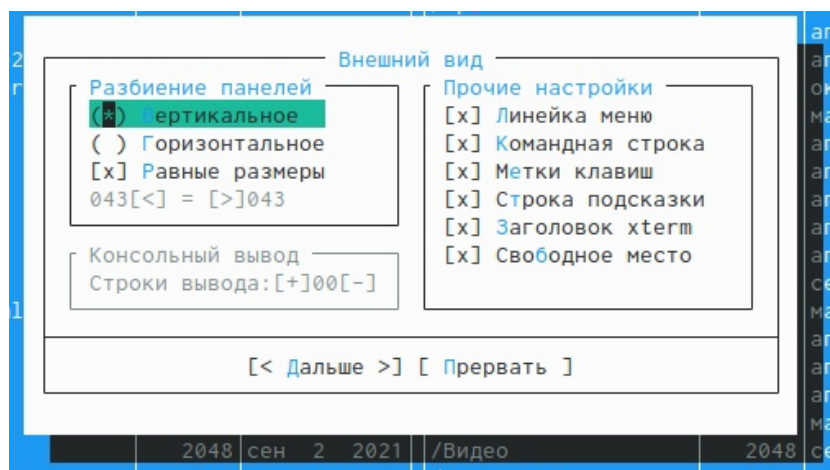 Внешний вид
Разбиение панелей
(*) Вертикальное
( ) Горизонтальное
[x] Равные размеры
043[<] = [>]043
Консольный вывод
Строки вывода:[+]00[-]
Прочие настройки
[x] Линейка меню
[x] Командная строка
[x] Метки клавиш
[x] Строка подсказки
[x] Заголовок xterm
[x] Свободное место
[< Дальше >] [ Прервать ]
2048 сен 2 2021 /Видео 2048